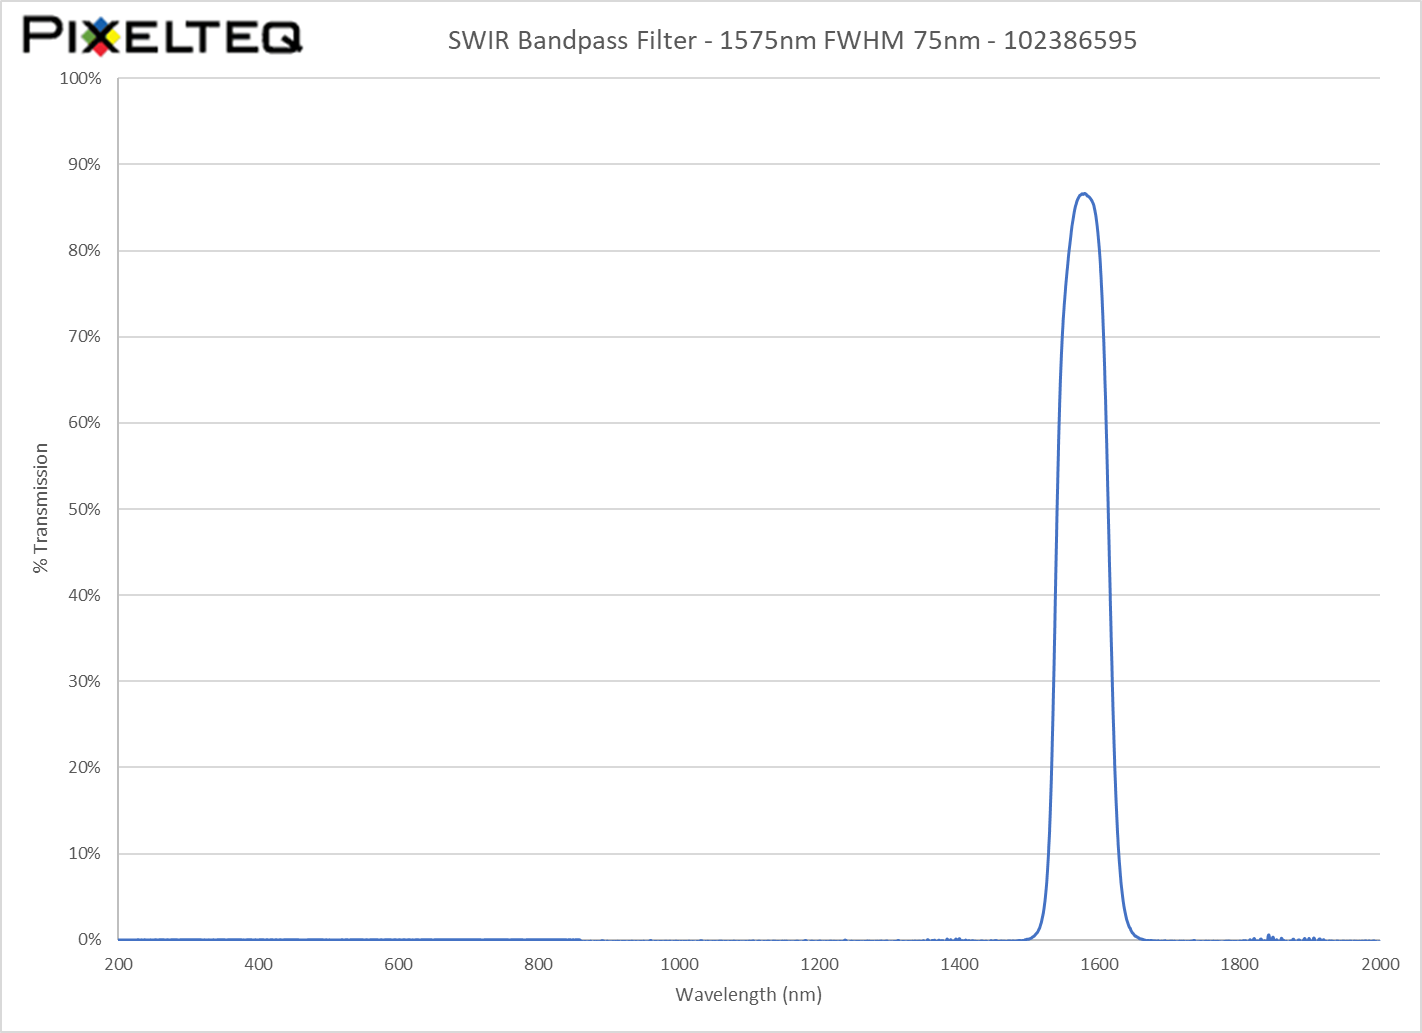 PIXELTEQ
SWIR Bandpass Filter - 1575nm FWHM 75nm - 102386595
100%
90%
80%
70%
60%
50%
40%
30%
20%
10%
0%
% Transmission
200 400 600 800 1000 1200 1400 1600 1800 2000
Wavelength (nm)